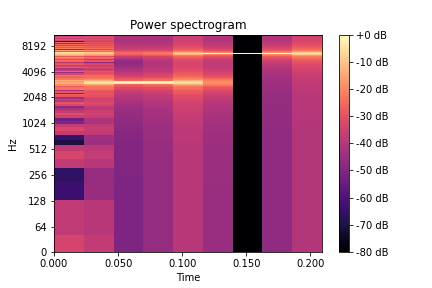 Power spectrogram
Hz
8192
4096
2048
1024
512
256
128
64
0
0.000 0.050 0.100 0.150 0.200
Time
+0 dB
-10 dB
-20 dB
-30 dB
-40 dB
-50 dB
-60 dB
-70 dB
-80 dB